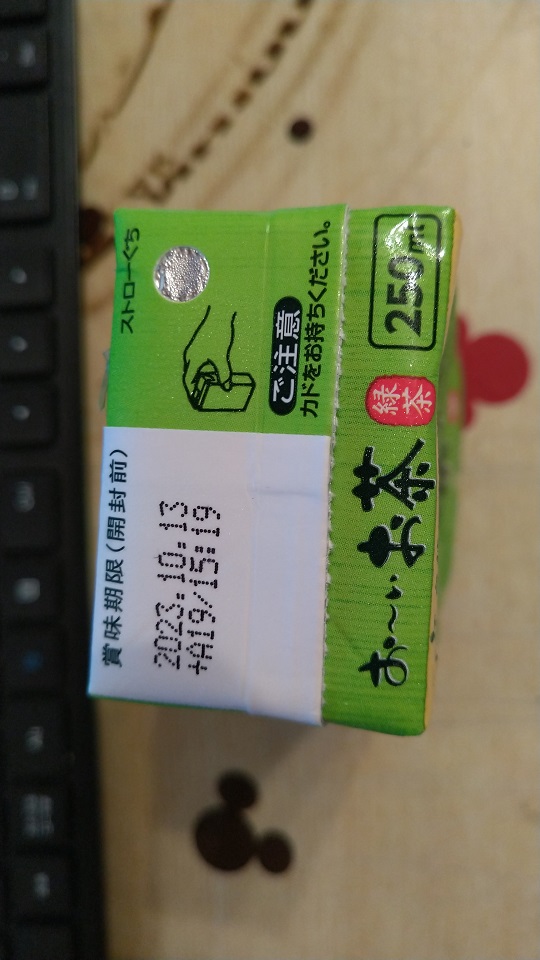 ストローぐち
ご注意
カドをお持ちください。
賞味期限(開封前)
2023.10.13
+A19/15:19
お〜いお茶
緑茶
250ml